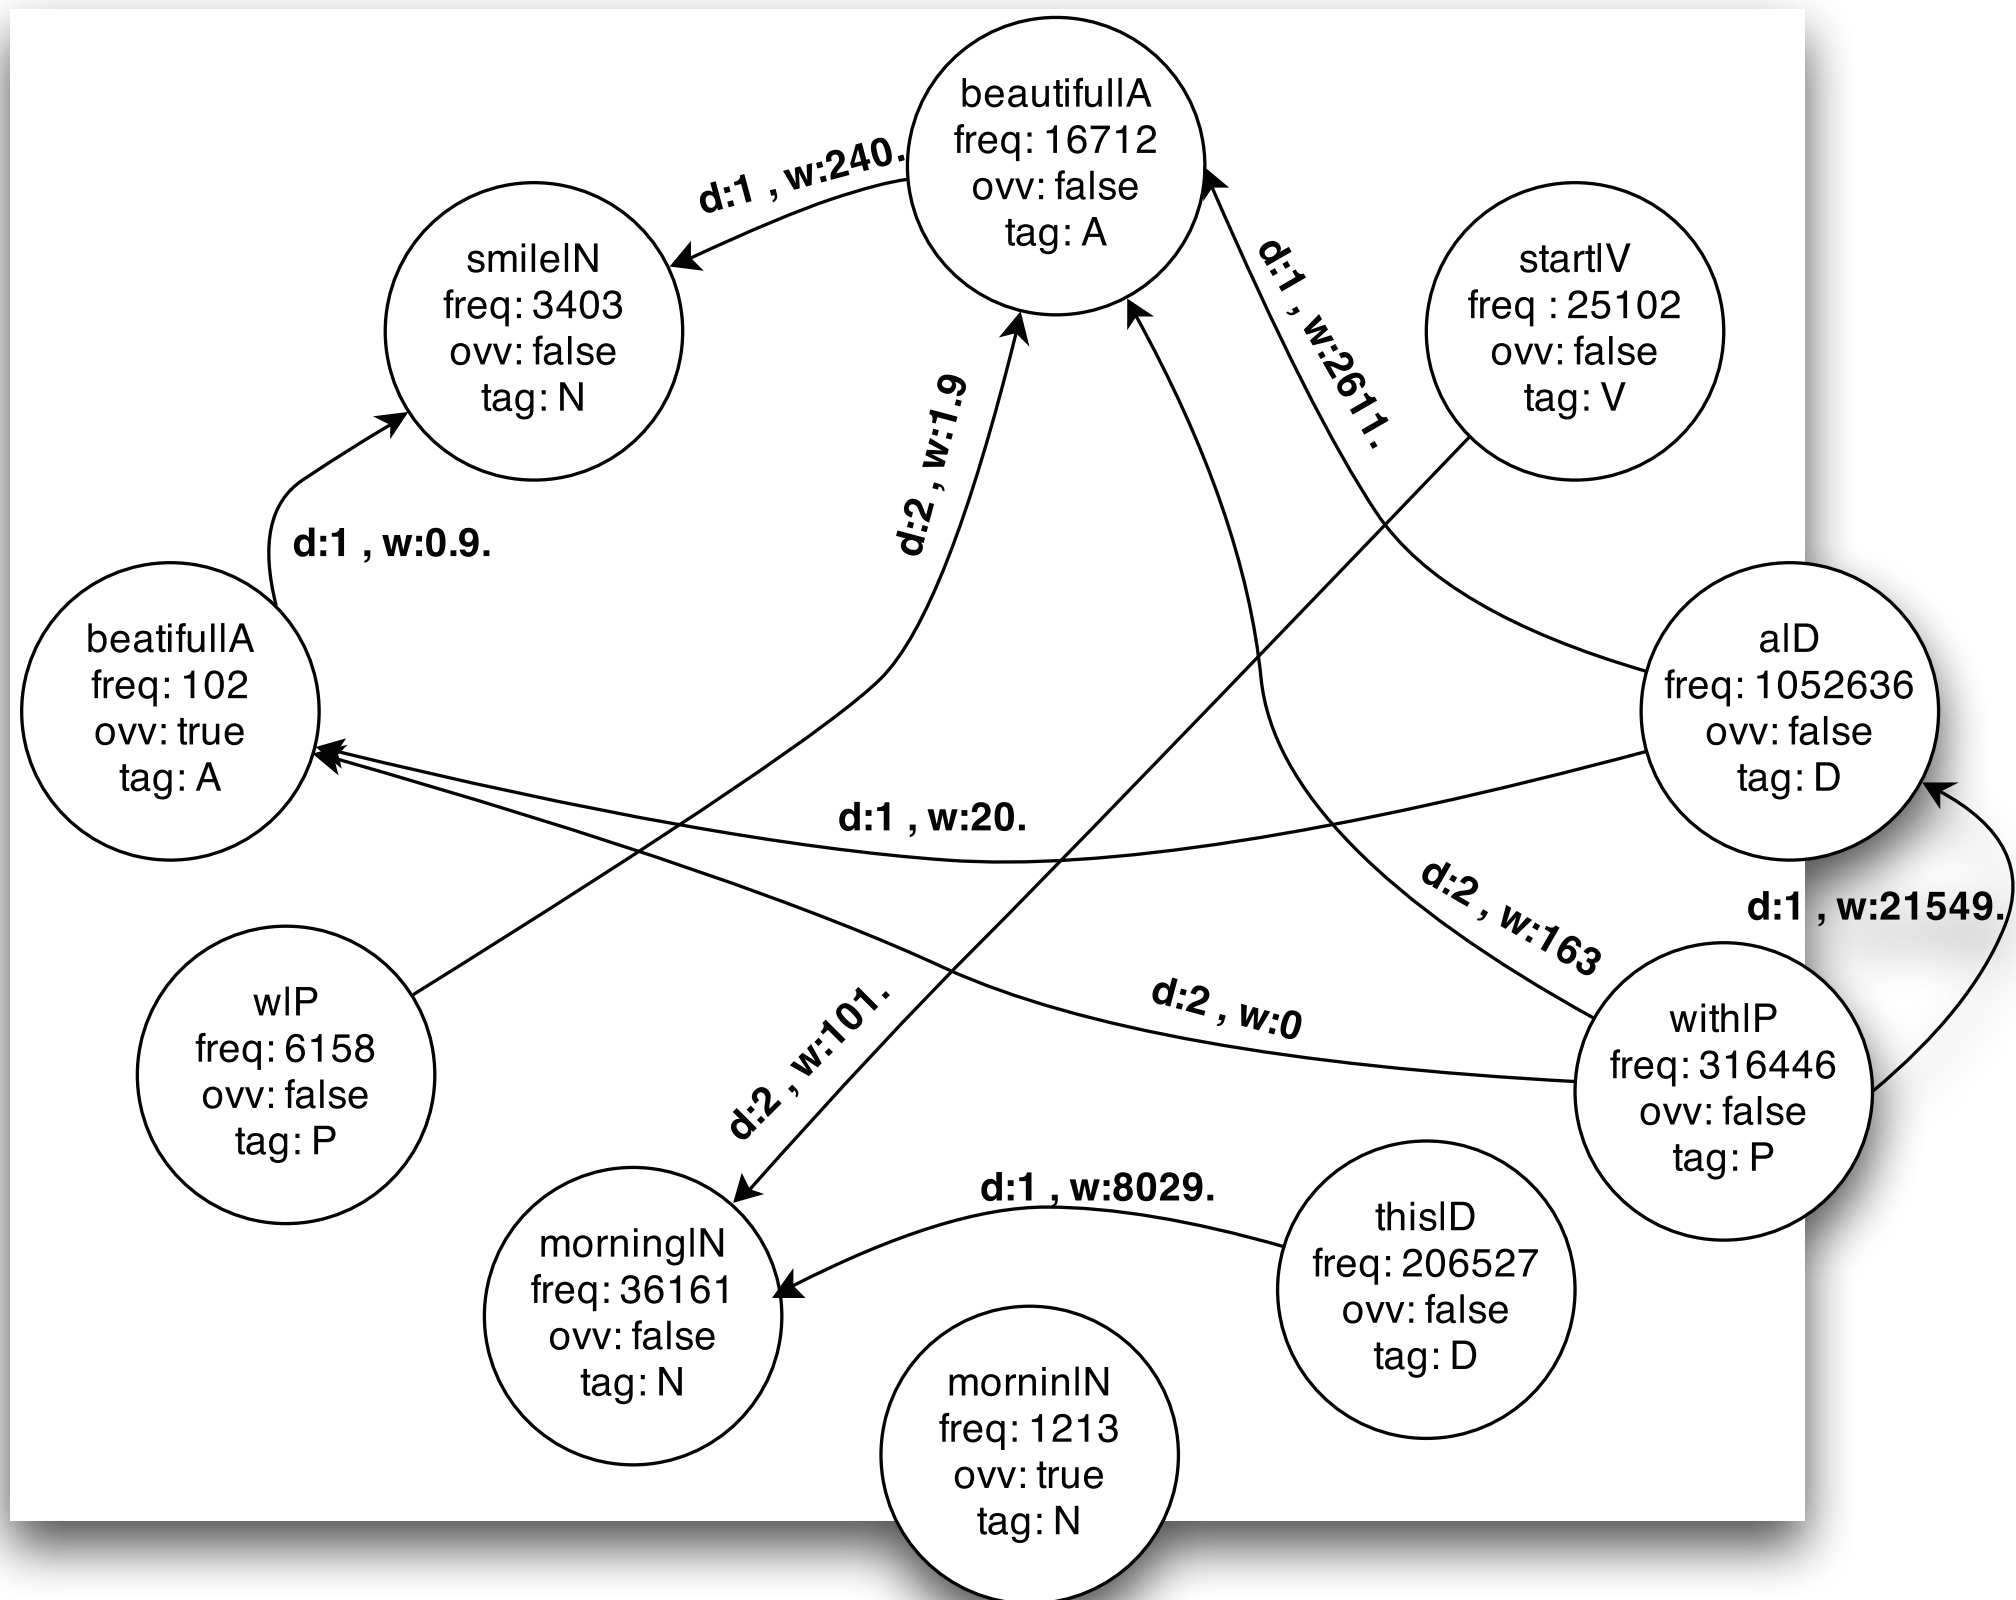 beautiful|A
freq: 16712
ovv: false
tag: A
d:1 , w:240.
smile|N
freq: 3403
ovv: false
tag: N
start|V
freq : 25102
ovv: false
tag: V
d:1 , w:2611.
d:2 , w:1.9
d:1 , w:0.9.
beatiful|A
freq: 102
ovv: true
tag: A
a|D
freq: 1052636
ovv: false
tag: D
d:1 , w:20.
d:2 , w:163
d:1 , w:21549.
w|P
freq: 6158
ovv: false
tag: P
d:2 , w:101.
d:2 , w:0
with|P
freq: 316446
ovv: false
tag: P
d:1 , w:8029.
morning|N
freq: 36161
ovv: false
tag: N
this|D
freq: 206527
ovv: false
tag: D
mornin|N
freq: 1213
ovv: true
tag: N